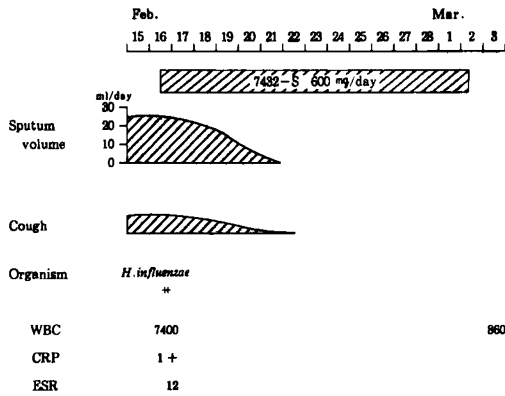 Feb. Mar.
15 16 17 18 19 20 21 22 23 24 25 26 27 28 1 2 3
7432-S 600 mg/day
ml/day
30
20
10
0
Sputum
volume
Cough
Organism H. influenzae
++
WBC 7400 860
CRP 1 +
ESR 12